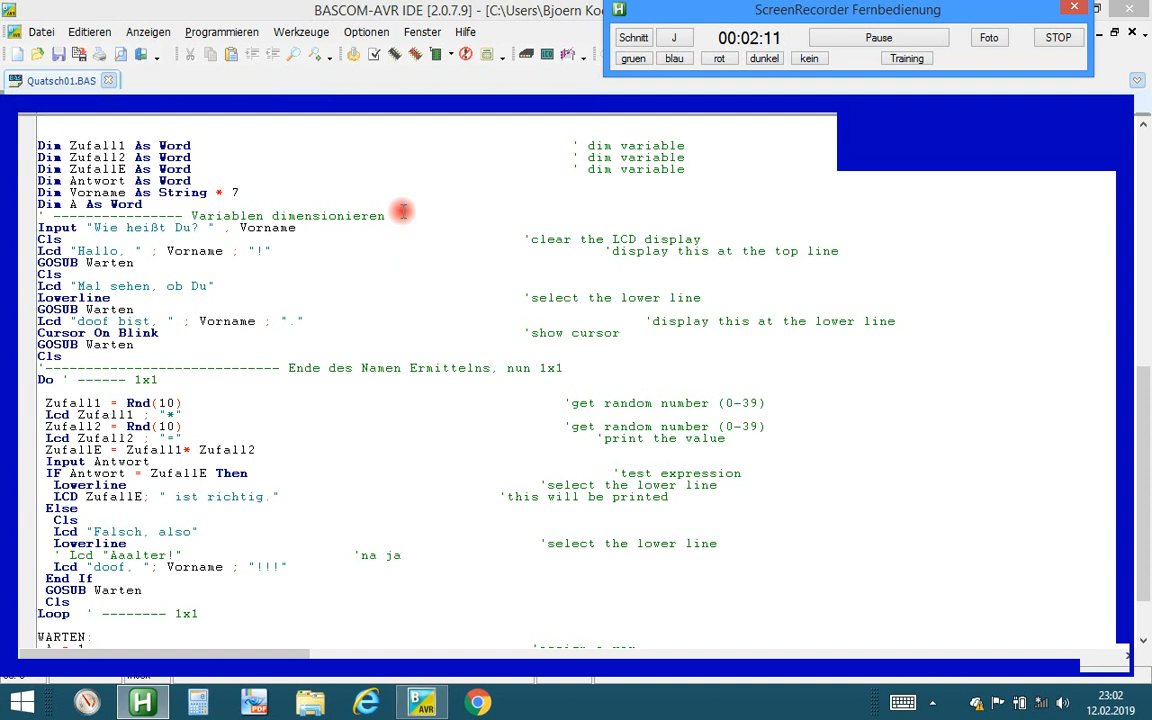 BASCOM-AVR IDE [2.0.7.9] - [C:\Users\Bjoern Ko
ScreenRecorder Fernbedienung
Datei Editieren Anzeigen Programmieren Werkzeuge Optionen Fenster Hilfe
Schnitt J 00:02:11 Pause Foto STOP
gruen blau rot dunkel kein Training
Quatsch01.BAS
Dim Zufall1 As Word ' dim variable
Dim Zufall2 As Word ' dim variable
Dim ZufallE As Word ' dim variable
Dim Antwort As Word
Dim Vorname As String * 7
Dim A As Word
' ---------------- Variablen dimensionieren
Input "Wie heißt Du? " , Vorname
Cls 'clear the LCD display
Lcd "Hallo, " ; Vorname ; "!" 'display this at the top line
GOSUB Warten
Cls
Lcd "Mal sehen, ob Du"
Lowerline 'select the lower line
GOSUB Warten
Lcd "doof bist, " ; Vorname ; "." 'display this at the lower line
Cursor On Blink 'show cursor
GOSUB Warten
Cls
'----------------------------- Ende des Namen Ermittelns, nun 1x1
Do ' ------ 1x1
Zufall1 = Rnd(10) 'get random number (0-39)
Lcd Zufall1 ; "*"
Zufall2 = Rnd(10) 'get random number (0-39)
Lcd Zufall2 ; "=" 'print the value
ZufallE = Zufall1* Zufall2
Input Antwort
IF Antwort = ZufallE Then 'test expression
Lowerline 'select the lower line
LCD ZufallE; " ist richtig." 'this will be printed
Else
Cls
Lcd "Falsch, also"
Lowerline 'select the lower line
' Lcd "Aaalter!" 'na ja
Lcd "doof, "; Vorname ; "!!!"
End If
GOSUB Warten
Cls
Loop ' -------- 1x1
WARTEN:
23:02
12.02.2019